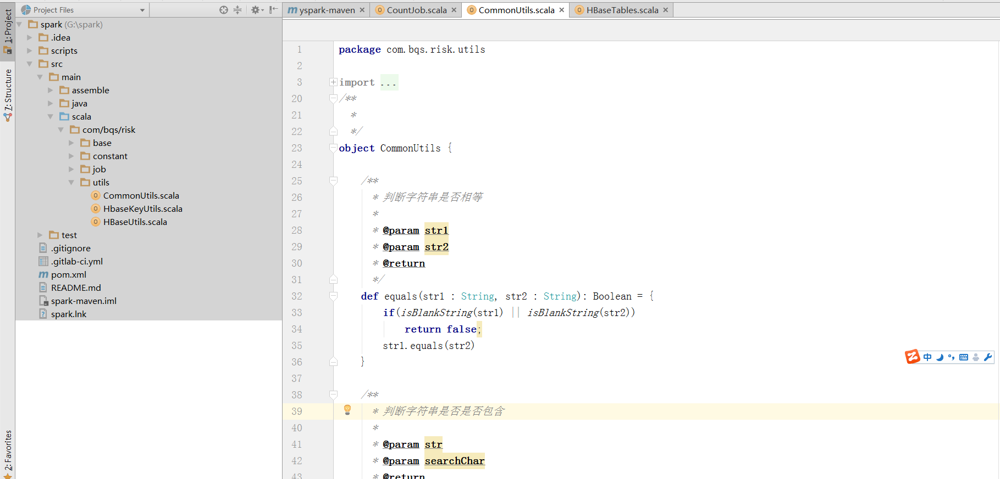 Project Files
yspark-maven
CountJob.scala
CommonUtils.scala
HBaseTables.scala
1: Project
7: Structure
2: Favorites
spark (G:\spark)
.idea
scripts
src
main
assemble
java
scala
com/bqs/risk
base
constant
job
utils
CommonUtils.scala
HbaseKeyUtils.scala
HBaseUtils.scala
test
.gitignore
.gitlab-ci.yml
pom.xml
README.md
spark-maven.iml
spark.lnk
1 package com.bqs.risk.utils
2
3 import ...
20 /**
21 *
22 */
23 object CommonUtils {
24
25 /**
26 * 判断字符串是否相等
27 *
28 * @param str1
29 * @param str2
30 * @return
31 */
32 def equals(str1 : String, str2 : String): Boolean = {
33 if(isBlankString(str1) || isBlankString(str2))
34 return false;
35 str1.equals(str2)
36 }
37
38 /**
39 * 判断字符串是否是否包含
40 *
41 * @param str
42 * @param searchChar
43 * @return
中